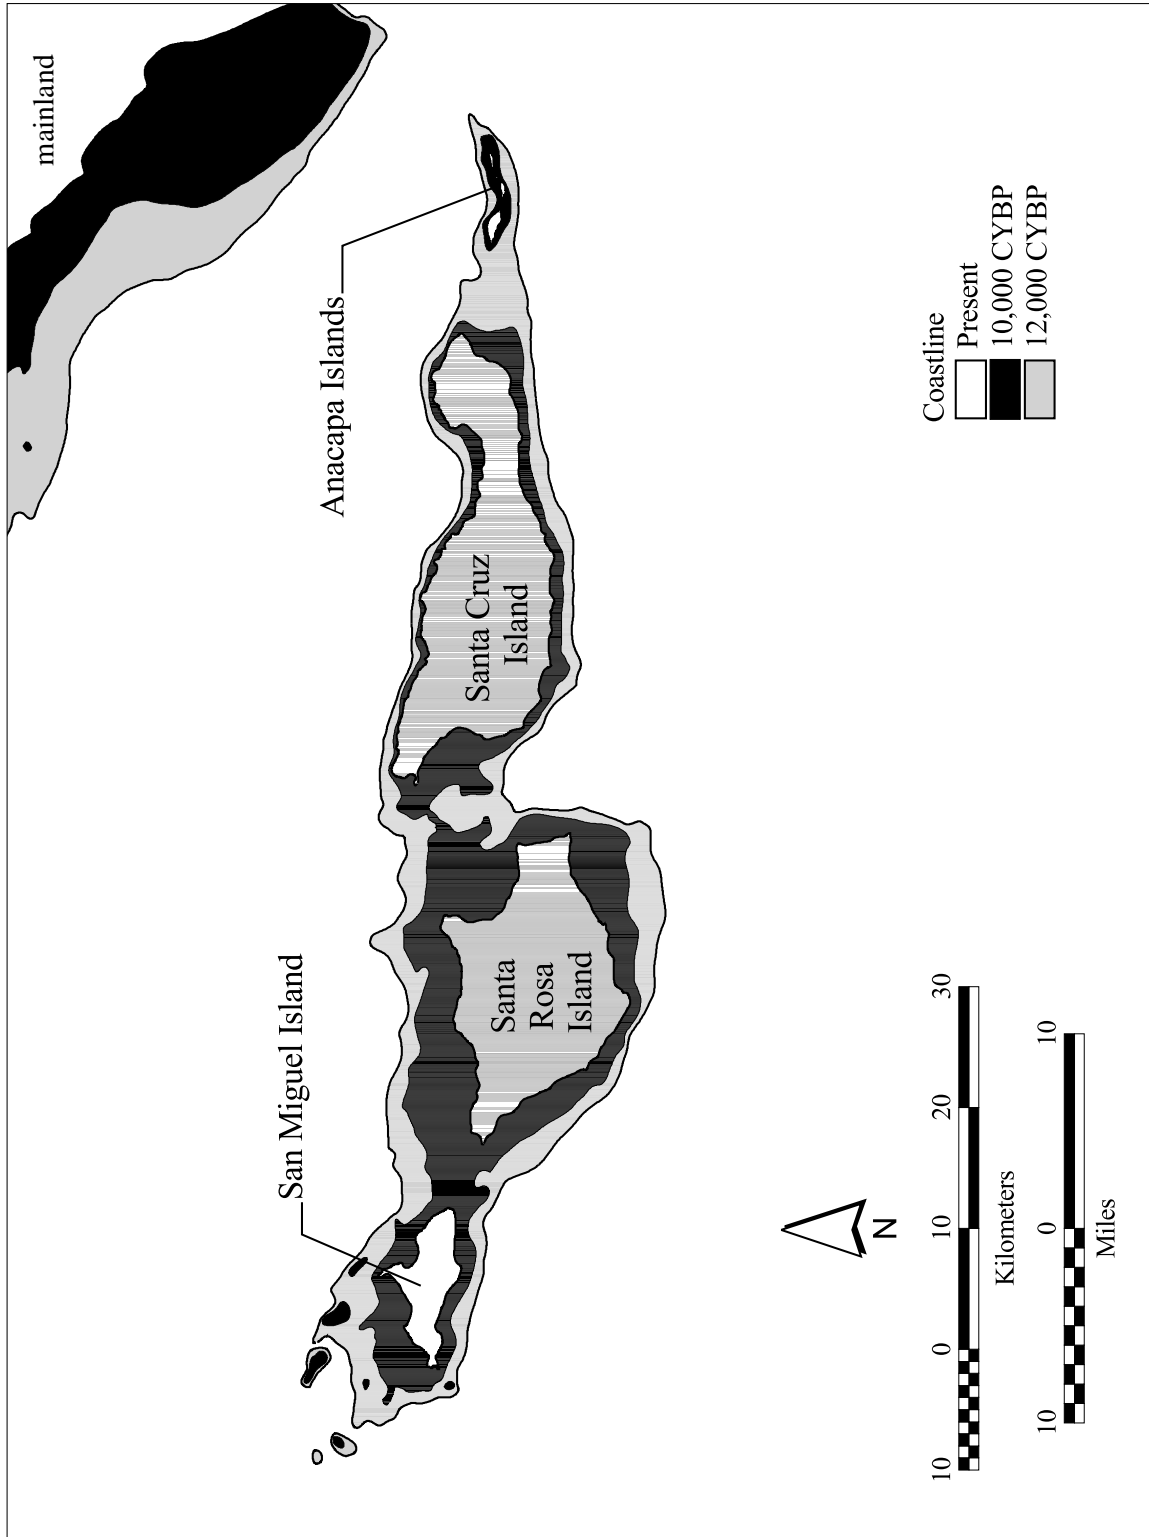 mainland
Anacapa Islands
San Miguel Island
Santa Cruz
Island
Santa
Rosa
Island
Coastline
Present
10,000 CYBP
12,000 CYBP
N
10 0 10 20 30
Kilometers
10 0 10
Miles